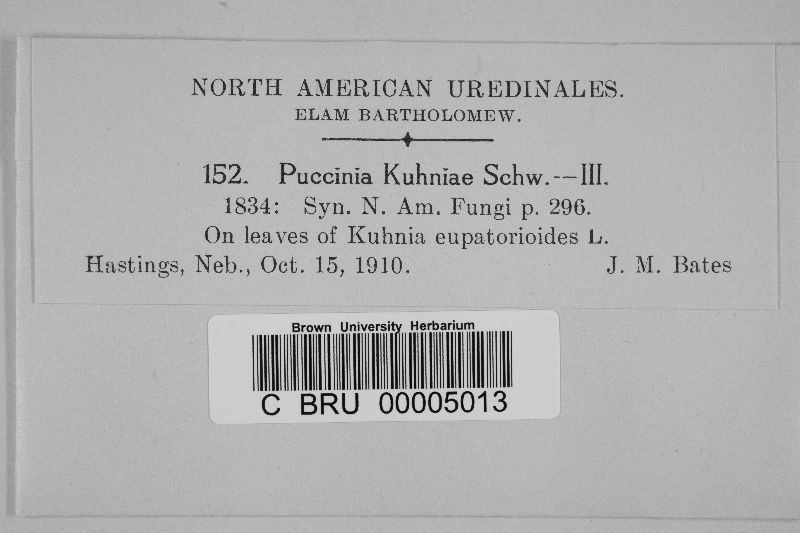 NORTH AMERICAN UREDINALES.
ELAM BARTHOLOMEW.
152. Puccinia Kuhniae Schw.—III.
1834: Syn. N. Am. Fungi p. 296.
On leaves of Kuhnia eupatorioides L.
Hastings, Neb., Oct. 15, 1910. J. M. Bates
Brown University Herbarium
C BRU 00005013